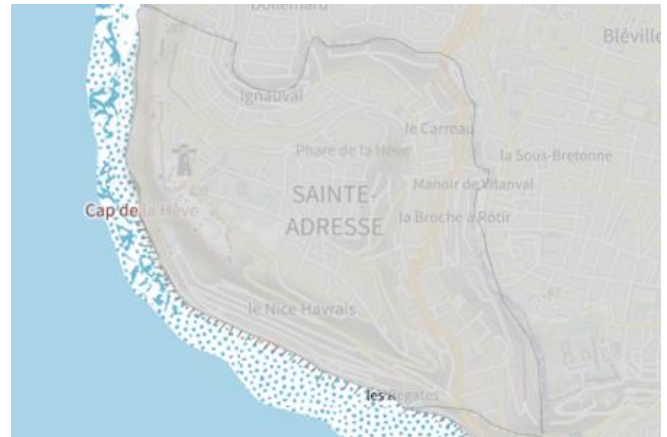 Dollemard
Bléville
Ignauval
le Carreau
Phare de la Hève
la Sous-Bretonne
SAINTE-
ADRESSE
Manoir de Vitanval
Cap de la Hève
la Broche à Rôtir
le Nice Havrais
les Régates